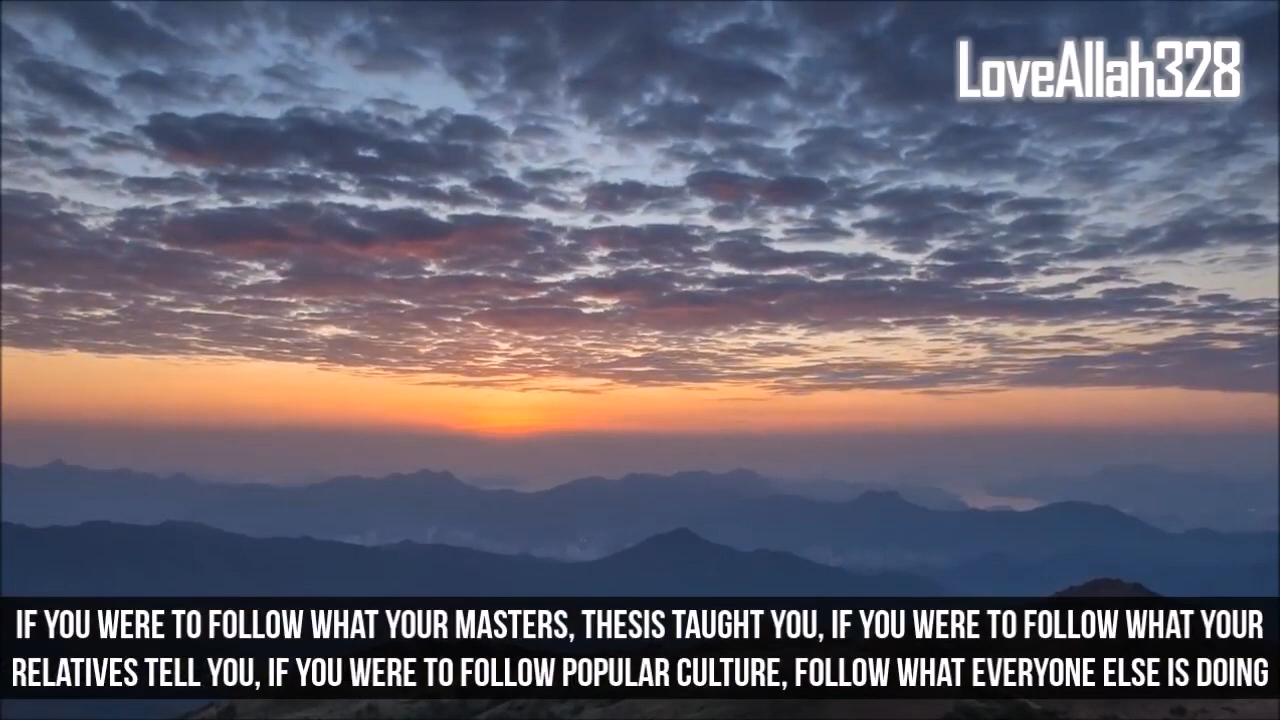 LoveAllah328
IF YOU WERE TO FOLLOW WHAT YOUR MASTERS, THESIS TAUGHT YOU, IF YOU WERE TO FOLLOW WHAT YOUR
RELATIVES TELL YOU, IF YOU WERE TO FOLLOW POPULAR CULTURE, FOLLOW WHAT EVERYONE ELSE IS DOING